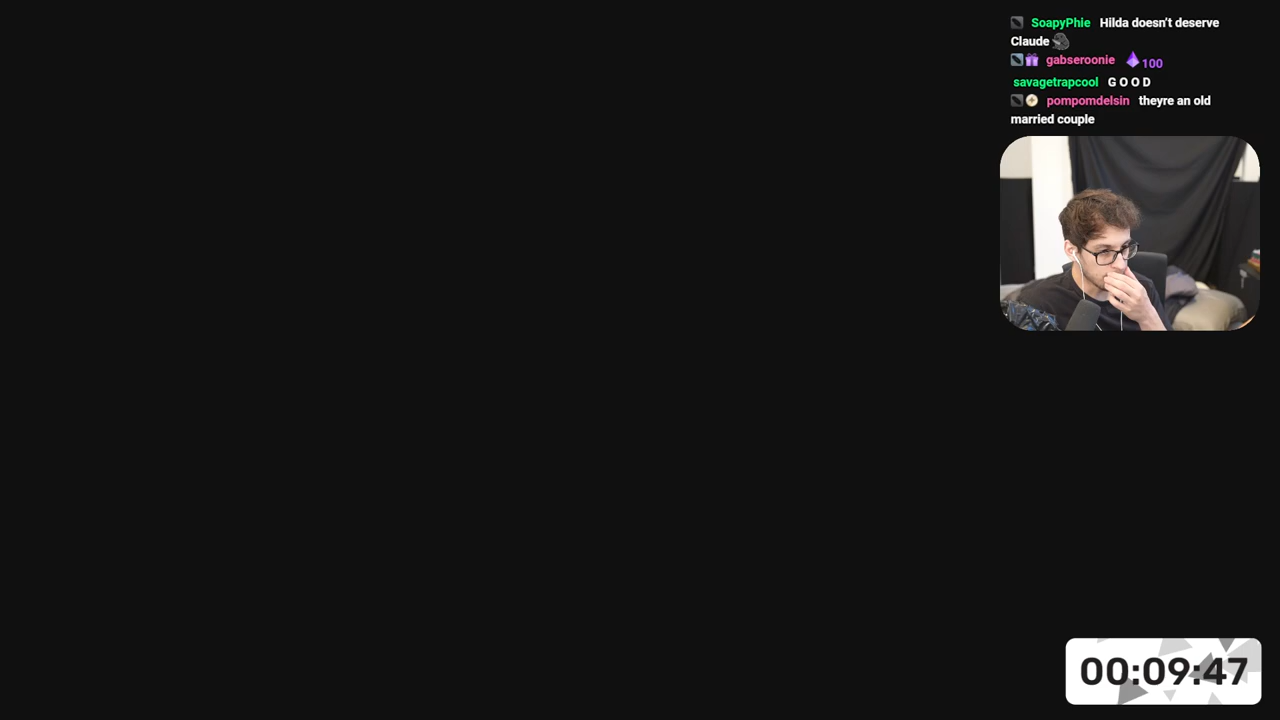 SoapyPhie Hilda doesn't deserve
Claude
gabseroonie 100
savagetrapcool G O O D
pompomdelsin theyre an old
married couple
00:09:47